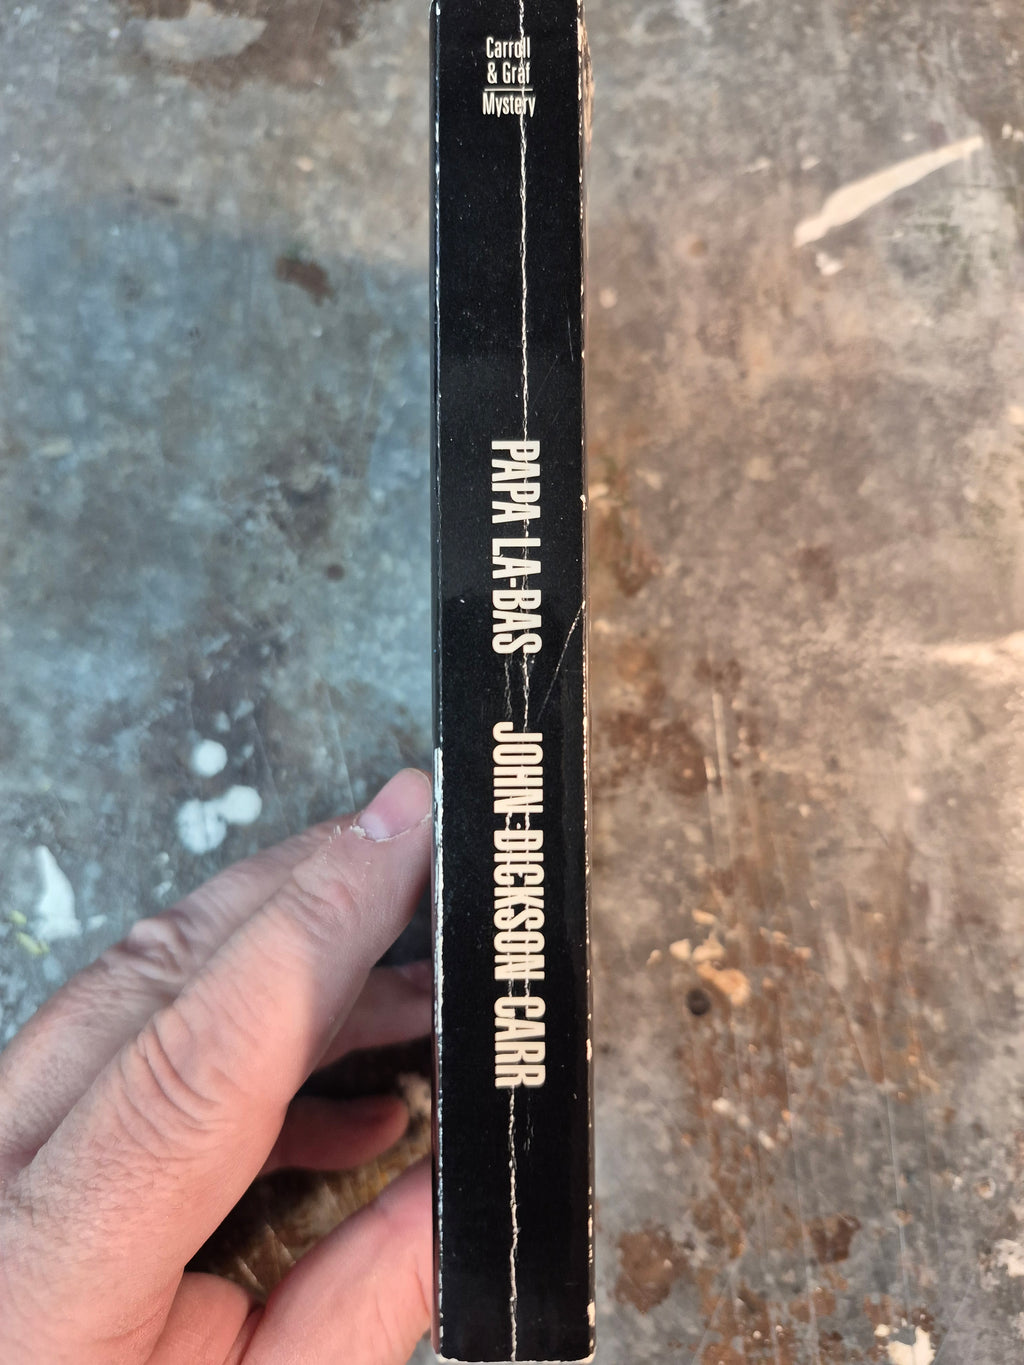 Carroll
& Graf
Mystery
PAPA LA-BAS JOHN DICKSON CARR